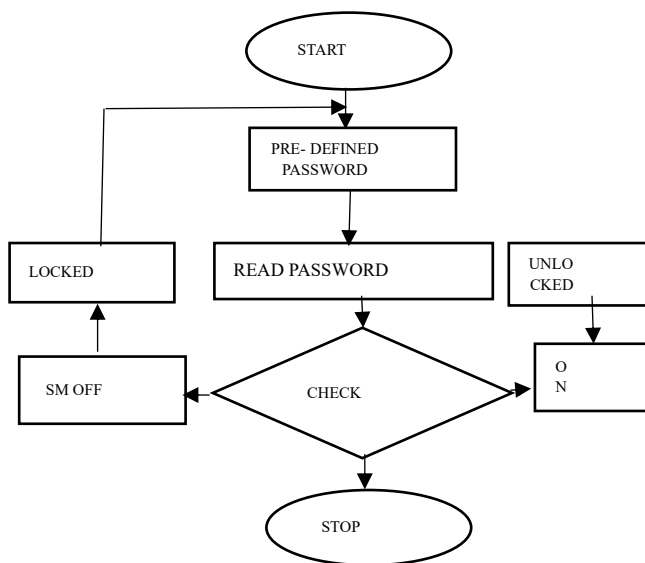 START
PRE- DEFINED
PASSWORD
LOCKED
READ PASSWORD
UNLO
CKED
SM OFF
CHECK
O
N
STOP